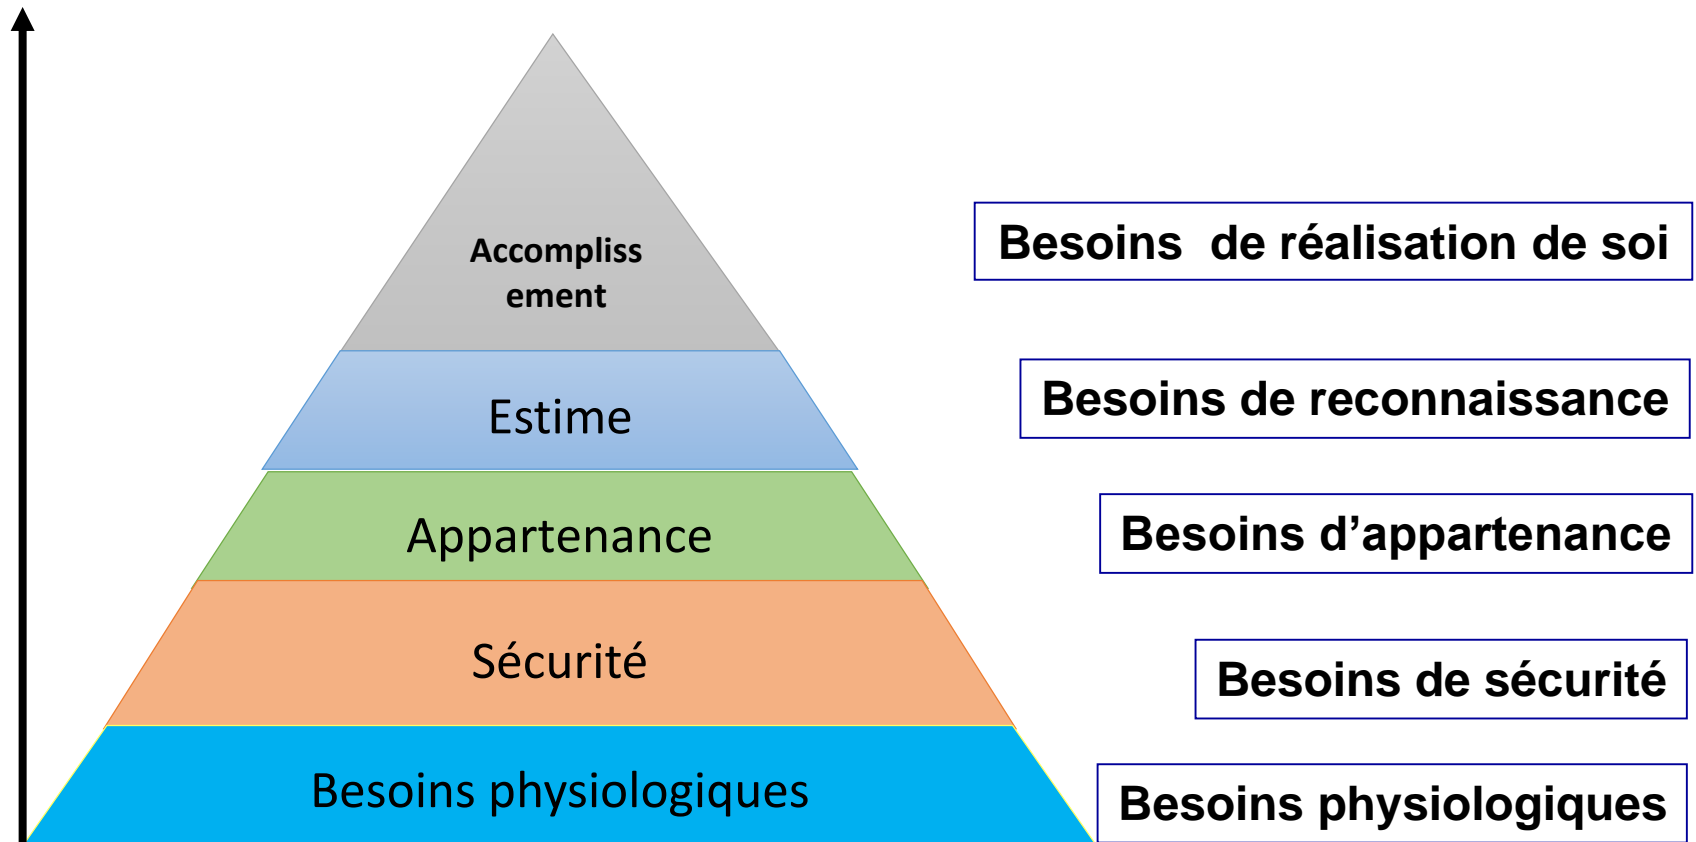 Accompliss
ement
Besoins de réalisation de soi
Estime
Besoins de reconnaissance
Appartenance
Besoins d’appartenance
Sécurité
Besoins de sécurité
Besoins physiologiques
Besoins physiologiques